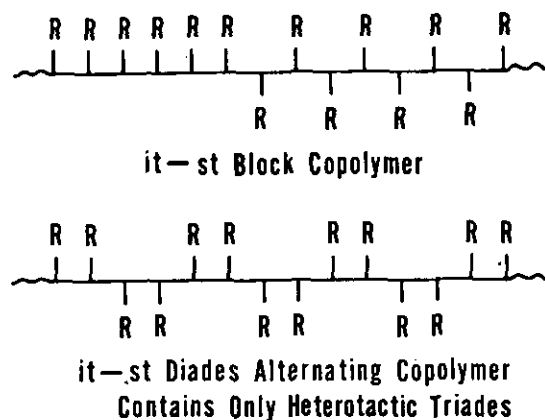 R R R R R R R R R R
R R R R
it—st Block Copolymer
R R R R R R R R
R R R R R R
it—st Diades Alternating Copolymer
Contains Only Heterotactic Triades